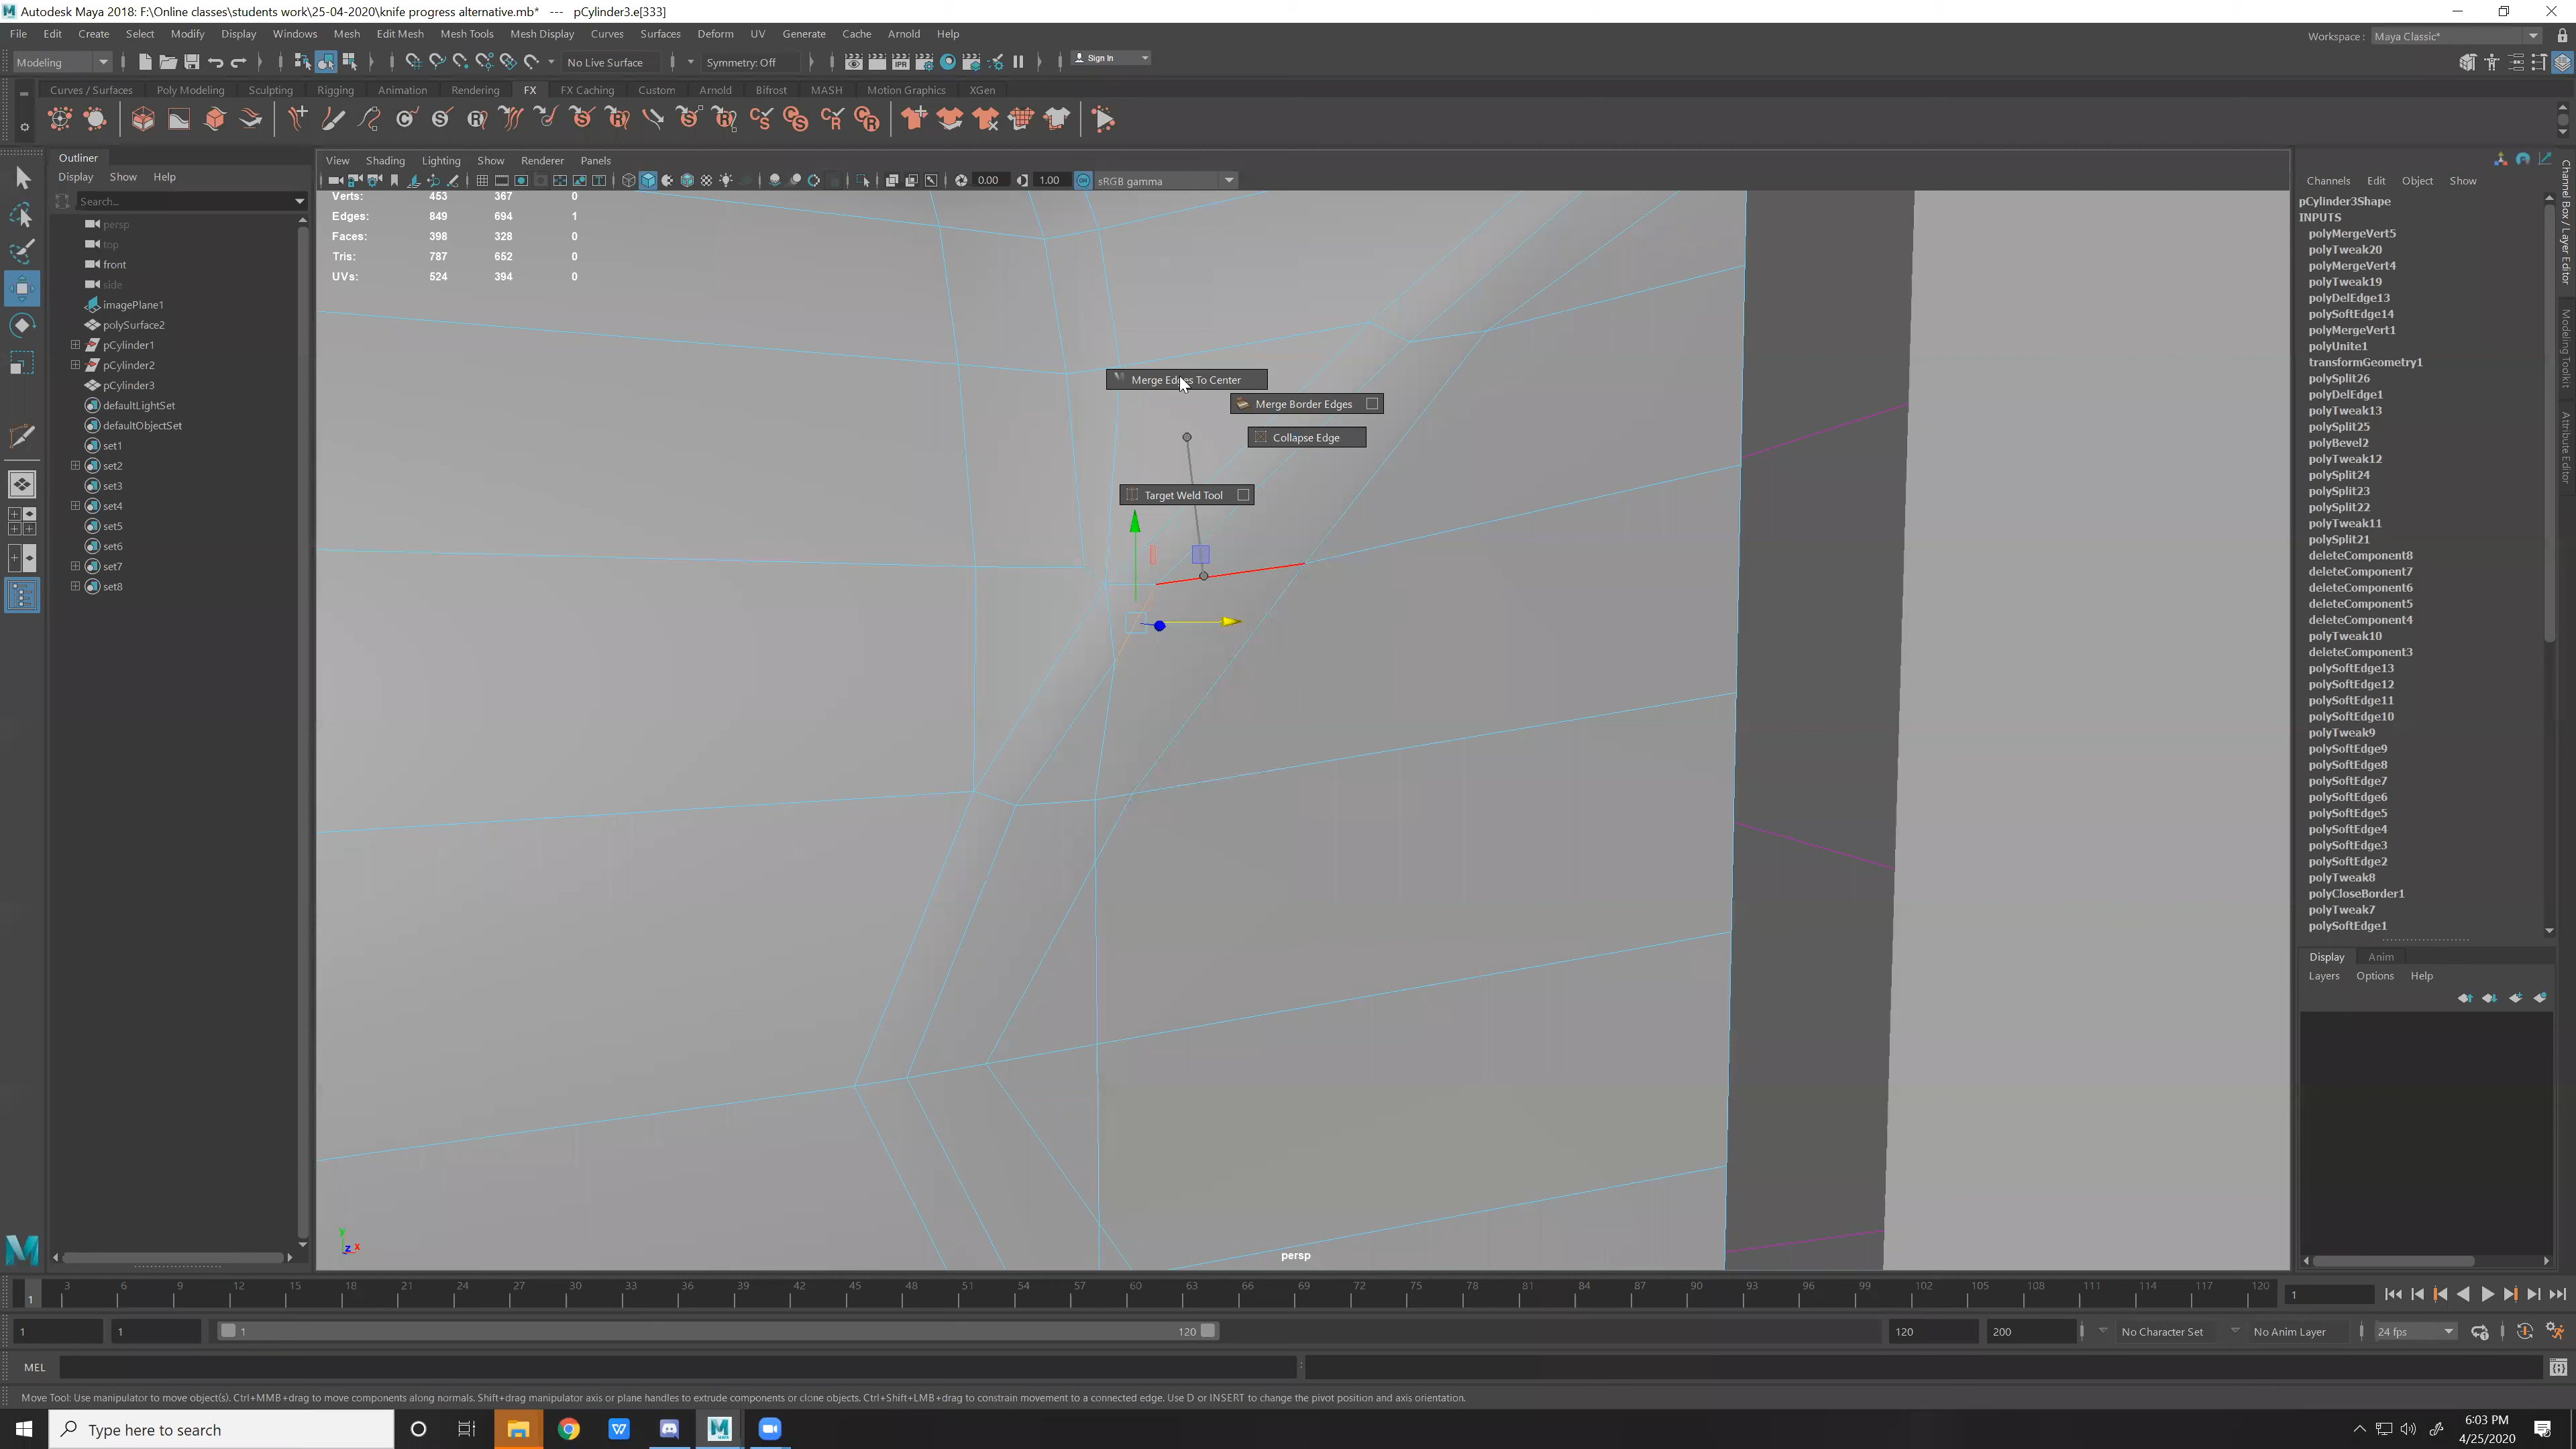 Autodesk Maya 2018: F:\Online classes\students work\25-04-2020\knife progress alternative.mb* --- pCylinder3.e[333]
File Edit Create Select Modify Display Windows Mesh Edit Mesh Mesh Tools Mesh Display Curves Surfaces Deform UV Generate Cache Arnold Help
Workspace : Maya Classic*
Modeling No Live Surface Symmetry: Off Sign In
Curves / Surfaces Poly Modeling Sculpting Rigging Animation Rendering FX FX Caching Custom Arnold Bifrost MASH Motion Graphics XGen
Outliner
Display Show Help
Search...
persp
top
front
side
imagePlane1
polySurface2
pCylinder1
pCylinder2
pCylinder3
defaultLightSet
defaultObjectSet
set1
set2
set3
set4
set5
set6
set7
set8
View Shading Lighting Show Renderer Panels
0.00 1.00 sRGB gamma
Verts: 453 367 0
Edges: 849 694 1
Faces: 398 328 0
Tris: 787 652 0
UVs: 524 394 0
Merge Edges To Center
Merge Border Edges
Collapse Edge
Target Weld Tool
y
z x
persp
Channels Edit Object Show
pCylinder3Shape
INPUTS
polyMergeVert5
polyTweak20
polyMergeVert4
polyTweak19
polyDelEdge13
polySoftEdge14
polyMergeVert1
polyUnite1
transformGeometry1
polySplit26
polyDelEdge1
polyTweak13
polySplit25
polyBevel2
polyTweak12
polySplit24
polySplit23
polySplit22
polyTweak11
polySplit21
deleteComponent8
deleteComponent7
deleteComponent6
deleteComponent5
deleteComponent4
polyTweak10
deleteComponent3
polySoftEdge13
polySoftEdge12
polySoftEdge11
polySoftEdge10
polyTweak9
polySoftEdge9
polySoftEdge8
polySoftEdge7
polySoftEdge6
polySoftEdge5
polySoftEdge4
polySoftEdge3
polySoftEdge2
polyTweak8
polyCloseBorder1
polyTweak7
polySoftEdge1
Display Anim
Layers Options Help
Channel Box / Layer Editor
Modeling Toolkit
Attribute Editor
1 3 6 9 12 15 18 21 24 27 30 33 36 39 42 45 48 51 54 57 60 63 66 69 72 75 78 81 84 87 90 93 96 99 102 105 108 111 114 117 120 1
1 1 1 120 120 200 No Character Set No Anim Layer 24 fps
MEL
Move Tool: Use manipulator to move object(s). Ctrl+MMB+drag to move components along normals. Shift+drag manipulator axis or plane handles to extrude components or clone objects. Ctrl+Shift+LMB+drag to constrain movement to a connected edge. Use D or INSERT to change the pivot position and axis orientation.
Type here to search
6:03 PM
4/25/2020